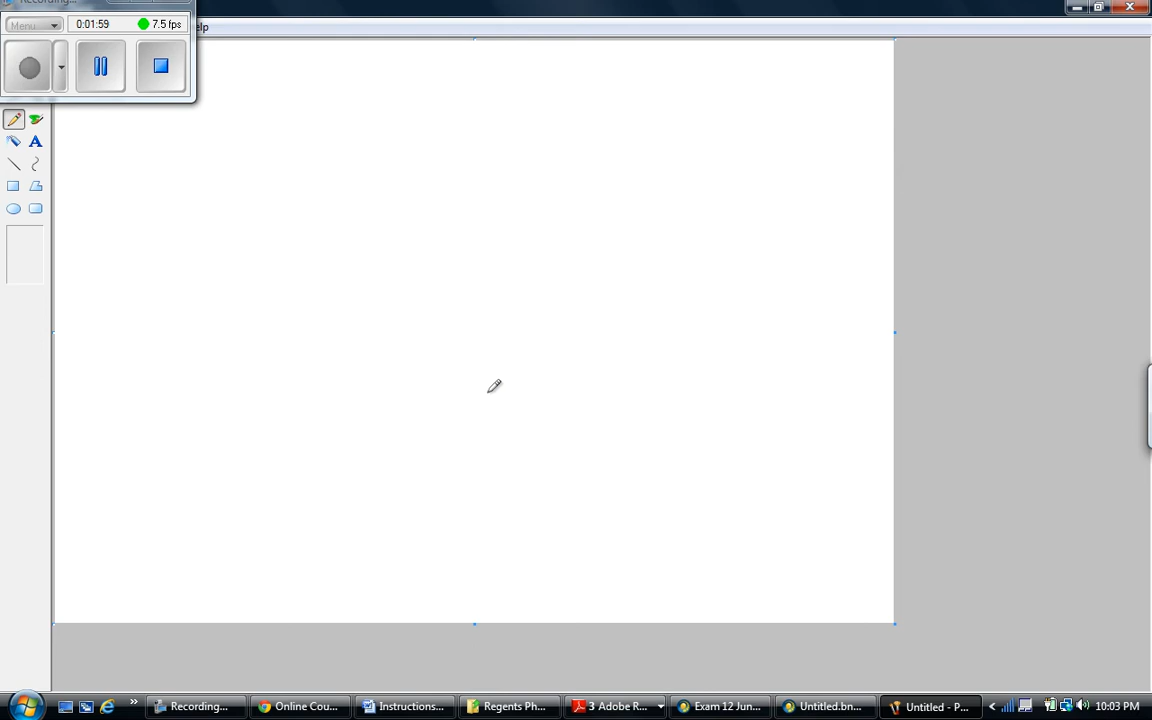 Recording...
Menu
0:01:59
7.5 fps
elp
A
Recording...
Online Cou...
Instructions...
Regents Ph...
3 Adobe R...
Exam 12 Jun...
Untitled.bn...
Untitled - P...
10:03 PM